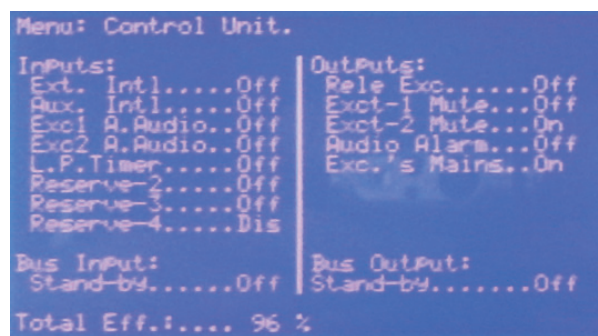 Menu: Control Unit.
Inputs:
Ext. Intl.....Off
Aux. Intl.....Off
Exc1 A.Audio..Off
Exc2 A.Audio..Off
L.P.Timer.....Off
Reserve-2.....Off
Reserve-3.....Off
Reserve-4.....Dis
Outputs:
Rele Exc......Off
Exct-1 Mute...Off
Exct-2 Mute...On
Audio Alarm...Off
Exc.'s Mains..On
Bus Input:
Stand-by......Off
Bus Output:
Stand-by.......Off
Total Eff.:.... 96 %